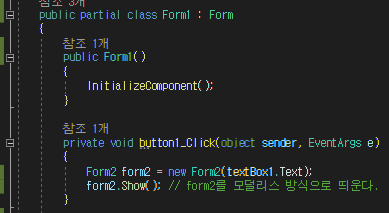 참조 3개
public partial class Form1 : Form
{
참조 1개
public Form1()
{
InitializeComponent();
}
참조 1개
private void button1_Click(object sender, EventArgs e)
{
Form2 form2 = new Form2(textBox1.Text);
form2.Show(); // form2를 모덜리스 방식으로 띄운다.
}